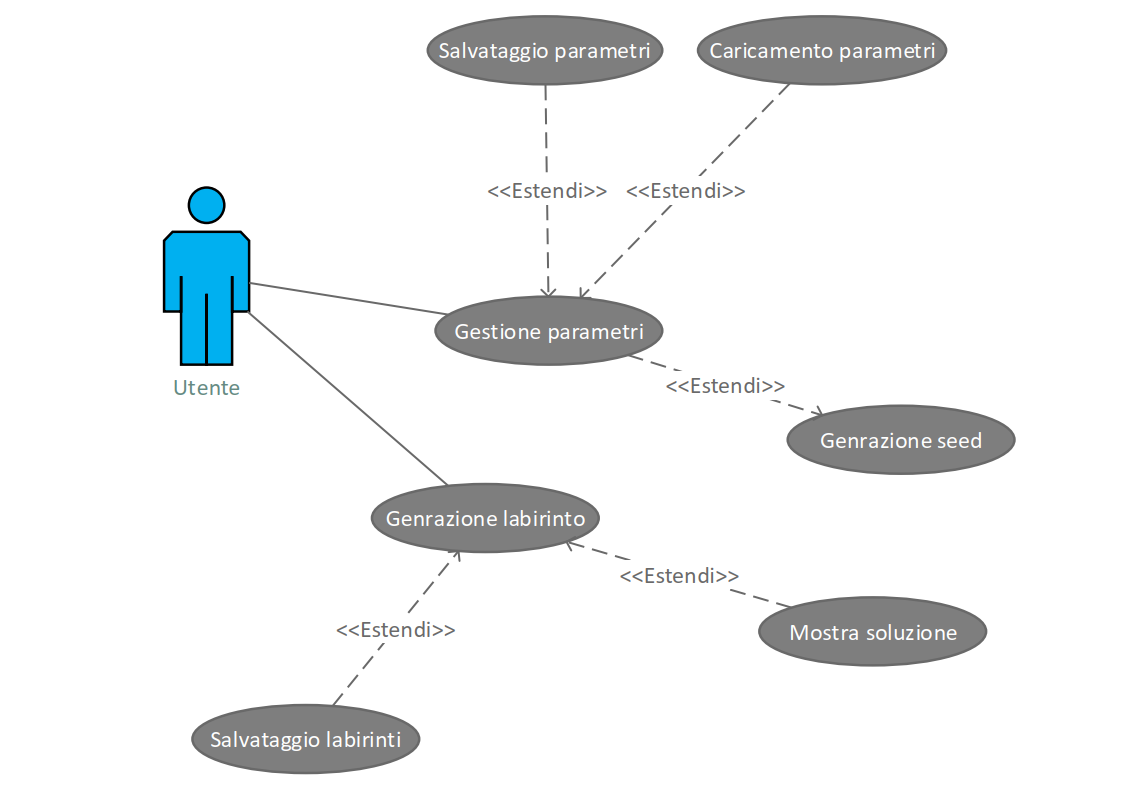 Salvataggio parametri
Caricamento parametri
<<Estendi>>
<<Estendi>>
Gestione parametri
Utente
<<Estendi>>
Genrazione seed
Genrazione labirinto
<<Estendi>>
<<Estendi>>
Mostra soluzione
Salvataggio labirinti